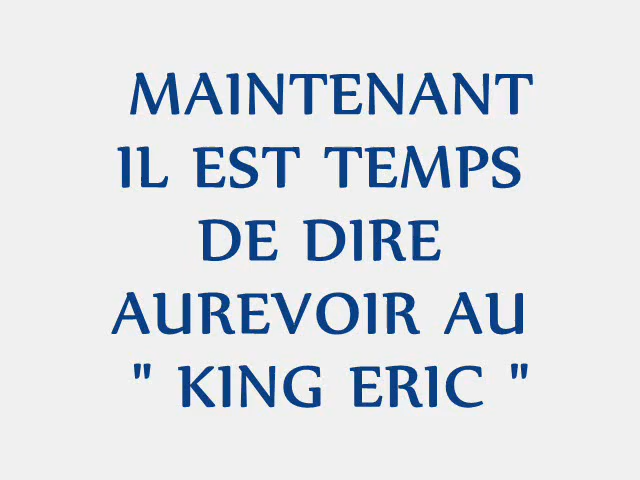 MAINTENANT
IL EST TEMPS
DE DIRE
AUREVOIR AU
" KING ERIC "